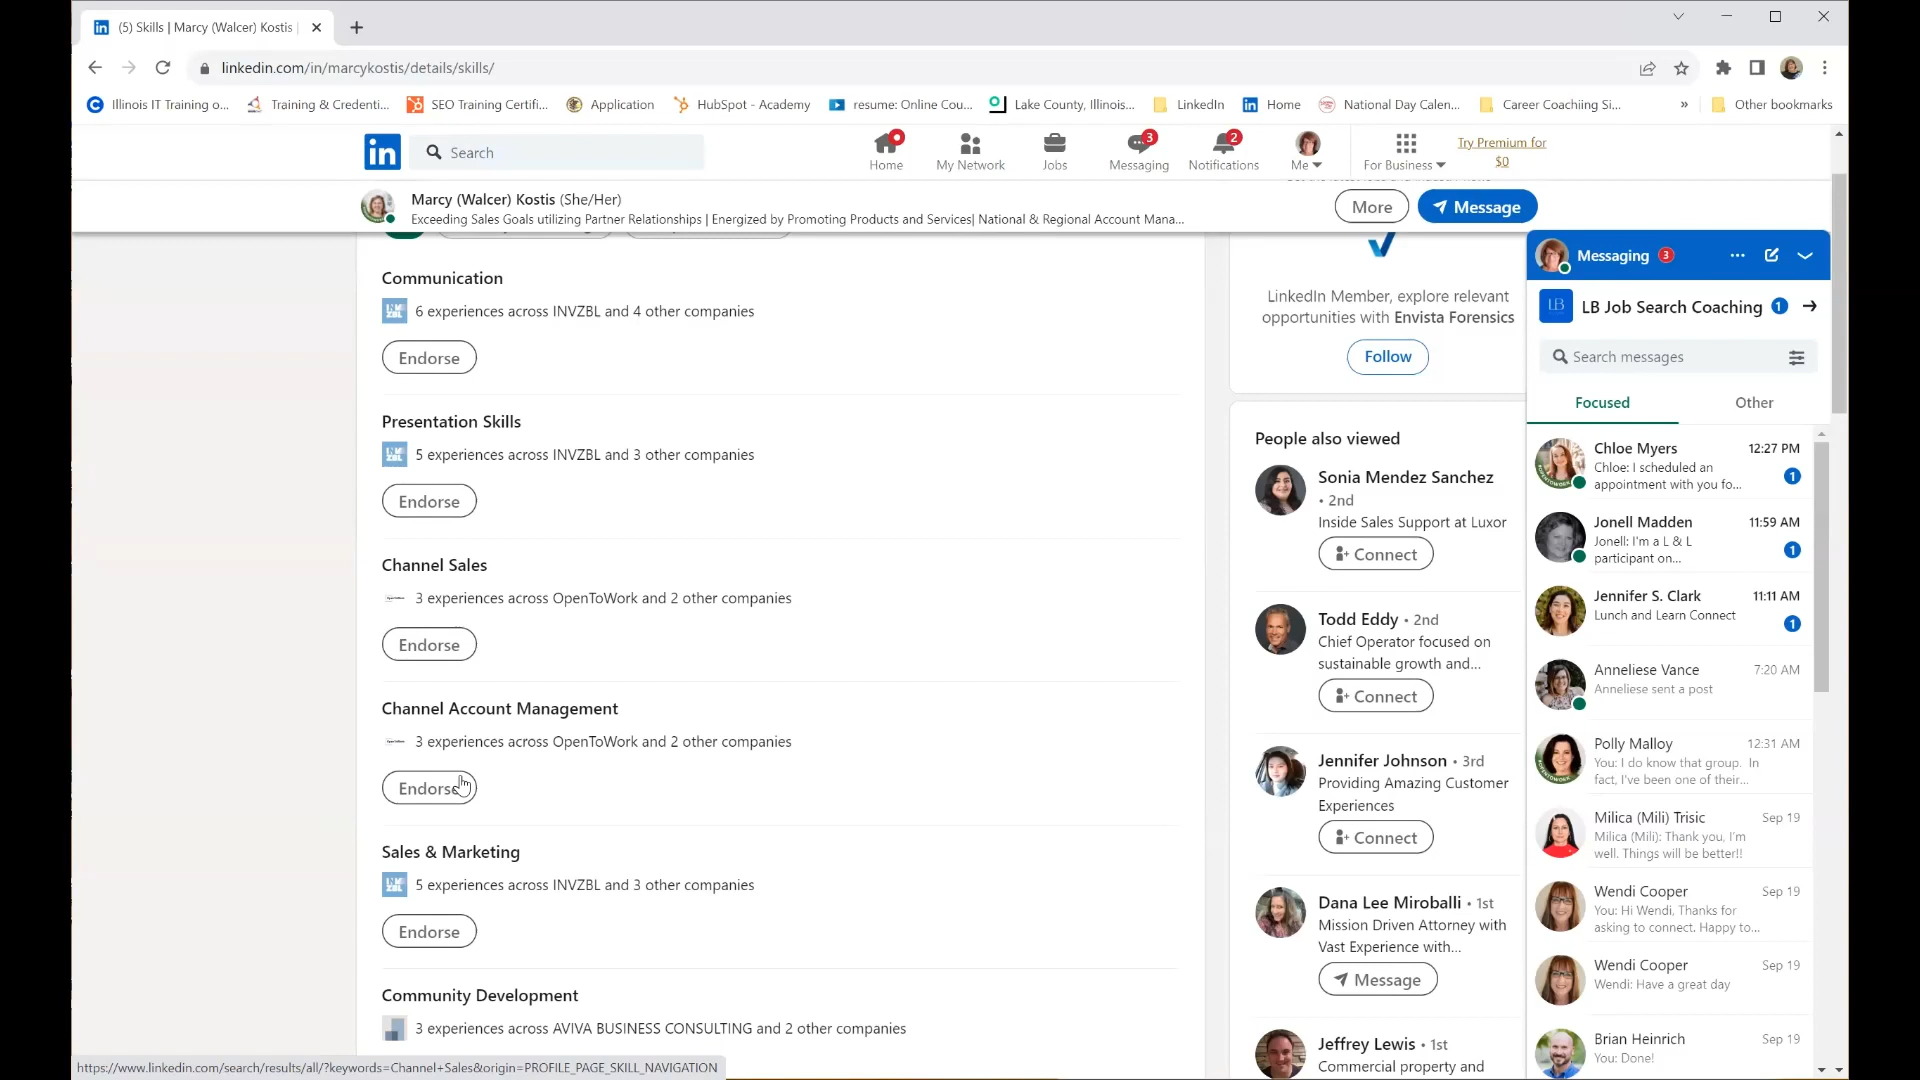 (5) Skills | Marcy (Walcer) Kostis |
linkedin.com/in/marcykostis/details/skills/
Illinois IT Training o...
Training & Credenti...
SEO Training Certifi...
Application
HubSpot - Academy
resume: Online Cou...
Lake County, Illinois...
LinkedIn
Home
National Day Calen...
Career Coachiing Si...
»
Other bookmarks
in
Search
Home
My Network
3
Jobs
Messaging
2
Notifications
Me
For Business
Try Premium for
$0
Marcy (Walcer) Kostis (She/Her)
Exceeding Sales Goals utilizing Partner Relationships | Energized by Promoting Products and Services| National & Regional Account Mana...
More
Message
Communication
6 experiences across INVZBL and 4 other companies
Endorse
Presentation Skills
5 experiences across INVZBL and 3 other companies
Endorse
Channel Sales
3 experiences across OpenToWork and 2 other companies
Endorse
Channel Account Management
3 experiences across OpenToWork and 2 other companies
Endorse
Sales & Marketing
5 experiences across INVZBL and 3 other companies
Endorse
Community Development
3 experiences across AVIVA BUSINESS CONSULTING and 2 other companies
https://www.linkedin.com/search/results/all/?keywords=Channel+Sales&origin=PROFILE_PAGE_SKILL_NAVIGATION
LinkedIn Member, explore relevant
opportunities with Envista Forensics
Follow
People also viewed
Sonia Mendez Sanchez
• 2nd
Inside Sales Support at Luxor
Connect
Todd Eddy • 2nd
Chief Operator focused on
sustainable growth and...
Connect
Jennifer Johnson • 3rd
Providing Amazing Customer
Experiences
Connect
Dana Lee Miroballi • 1st
Mission Driven Attorney with
Vast Experience with...
Message
Jeffrey Lewis • 1st
Commercial property and
Messaging 3
LB
LB Job Search Coaching 1
Search messages
Focused
Other
Chloe Myers 12:27 PM
Chloe: I scheduled an
appointment with you fo... 1
Jonell Madden 11:59 AM
Jonell: I'm a L & L
participant on... 1
Jennifer S. Clark 11:11 AM
Lunch and Learn Connect 1
Anneliese Vance 7:20 AM
Anneliese sent a post
Polly Malloy 12:31 AM
You: I do know that group. In
fact, I've been one of their...
Milica (Mili) Trisic Sep 19
Milica (Mili): Thank you, I'm
well. Things will be better!!
Wendi Cooper Sep 19
You: Hi Wendi, Thanks for
asking to connect. Happy to...
Wendi Cooper Sep 19
Wendi: Have a great day
Brian Heinrich Sep 19
You: Done!